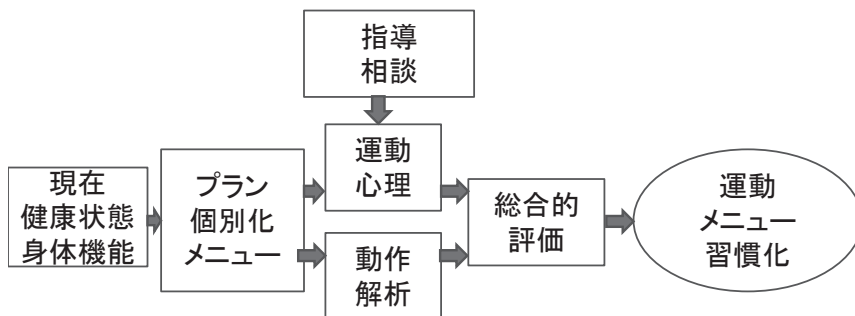 指導
相談
現在
健康状態
身体機能
プラン
個別化
メニュー
運動
心理
動作
解析
総合的
評価
運動
メニュー
習慣化